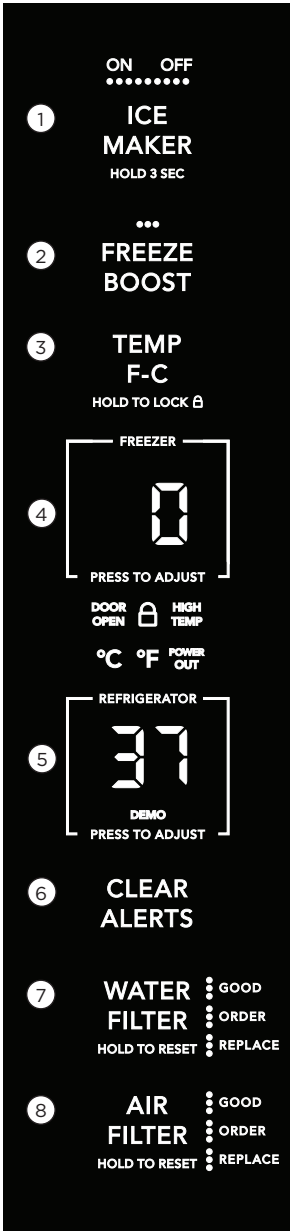 ON OFF
1
ICE
MAKER
HOLD 3 SEC
2
FREEZE
BOOST
3
TEMP
F-C
HOLD TO LOCK
FREEZER
4
0
PRESS TO ADJUST
DOOR OPEN
HIGH TEMP
°C °F POWER OUT
REFRIGERATOR
5
37
DEMO
PRESS TO ADJUST
6
CLEAR
ALERTS
7
WATER
FILTER
HOLD TO RESET
GOOD
ORDER
REPLACE
8
AIR
FILTER
HOLD TO RESET
GOOD
ORDER
REPLACE